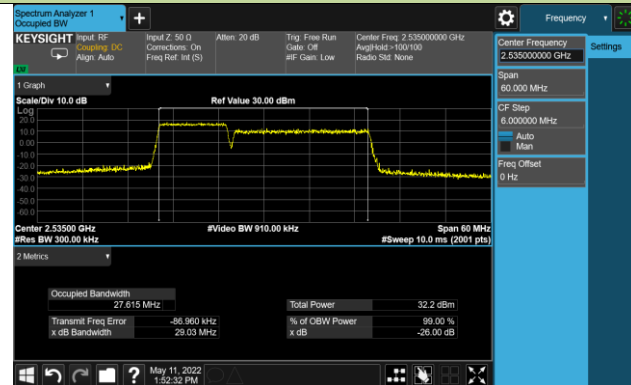 Spectrum Analyzer 1
Occupied BW
Frequency
KEYSIGHT Input: RF
Coupling: DC
Align: Auto
Input Z: 50 Ω
Corrections: On
Freq Ref: Int (S)
Atten: 20 dB
Trig: Free Run
Gate: Off
#IF Gain: Low
Center Freq: 2.535000000 GHz
Avg|Hold:>100/100
Radio Std: None
LXI
Center Frequency
2.535000000 GHz
Settings
Span
60.000 MHz
CF Step
6.000000 MHz
Auto
Man
Freq Offset
0 Hz
1 Graph
Scale/Div 10.0 dB
Ref Value 30.00 dBm
Log
20.0
10.0
0.00
-10.0
-20.0
-30.0
-40.0
-50.0
-60.0
Center 2.53500 GHz
#Video BW 910.00 kHz
Span 60 MHz
#Res BW 300.00 kHz
#Sweep 10.0 ms (2001 pts)
2 Metrics
Occupied Bandwidth
27.615 MHz
Total Power 32.2 dBm
Transmit Freq Error -86.960 kHz
% of OBW Power 99.00 %
x dB Bandwidth 29.03 MHz
x dB -26.00 dB
?
May 11, 2022
1:52:32 PM